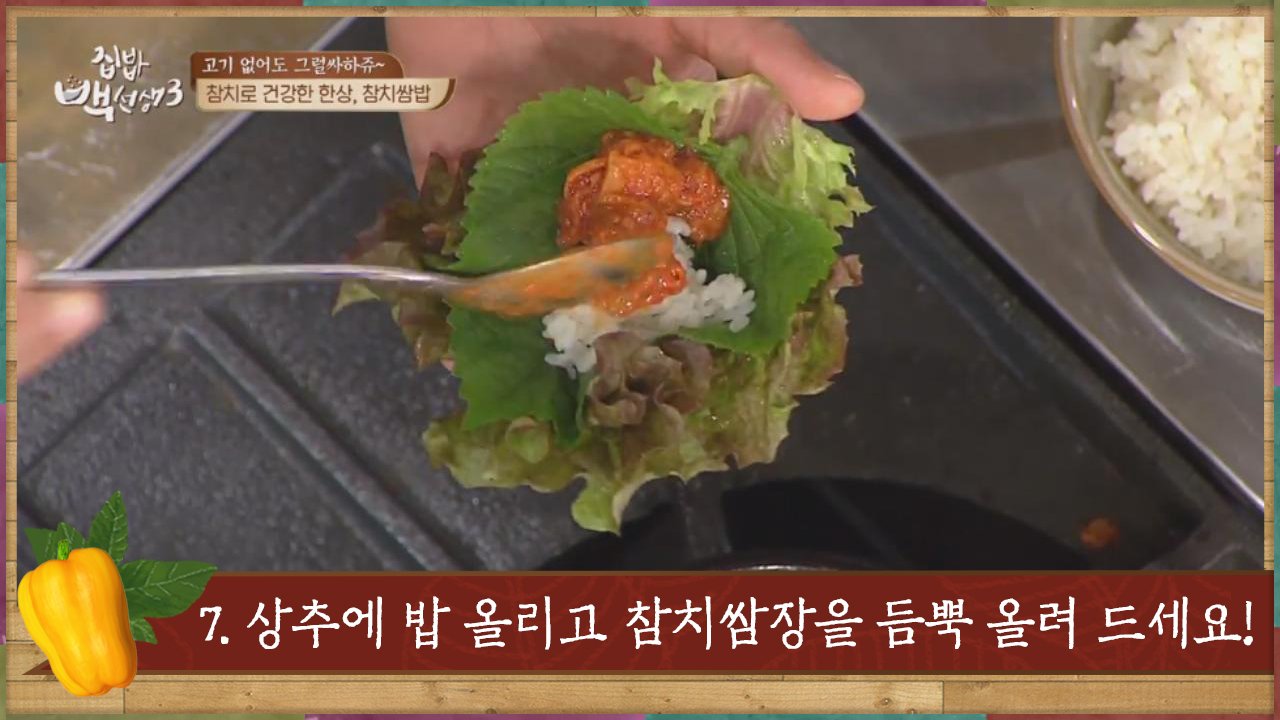 집밥
백선생3
고기 없어도 그럴싸하쥬~
참치로 건강한 한상, 참치쌈밥
7. 상추에 밥 올리고 참치쌈장을 듬뿍 올려 드세요!